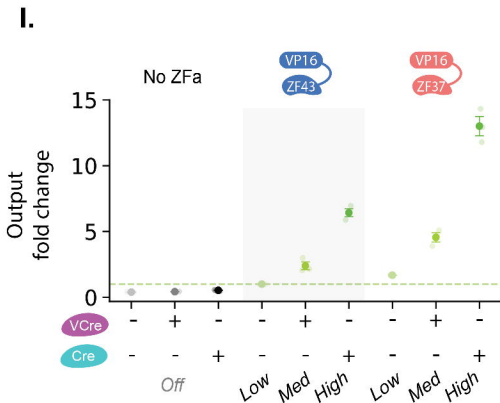 I.
No ZFa
VP16
ZF43
VP16
ZF37
Output
fold change
15
10
5
0
VCre - + - - + - - + -
Cre - - + - - + - - +
Off Low Med High Low Med High